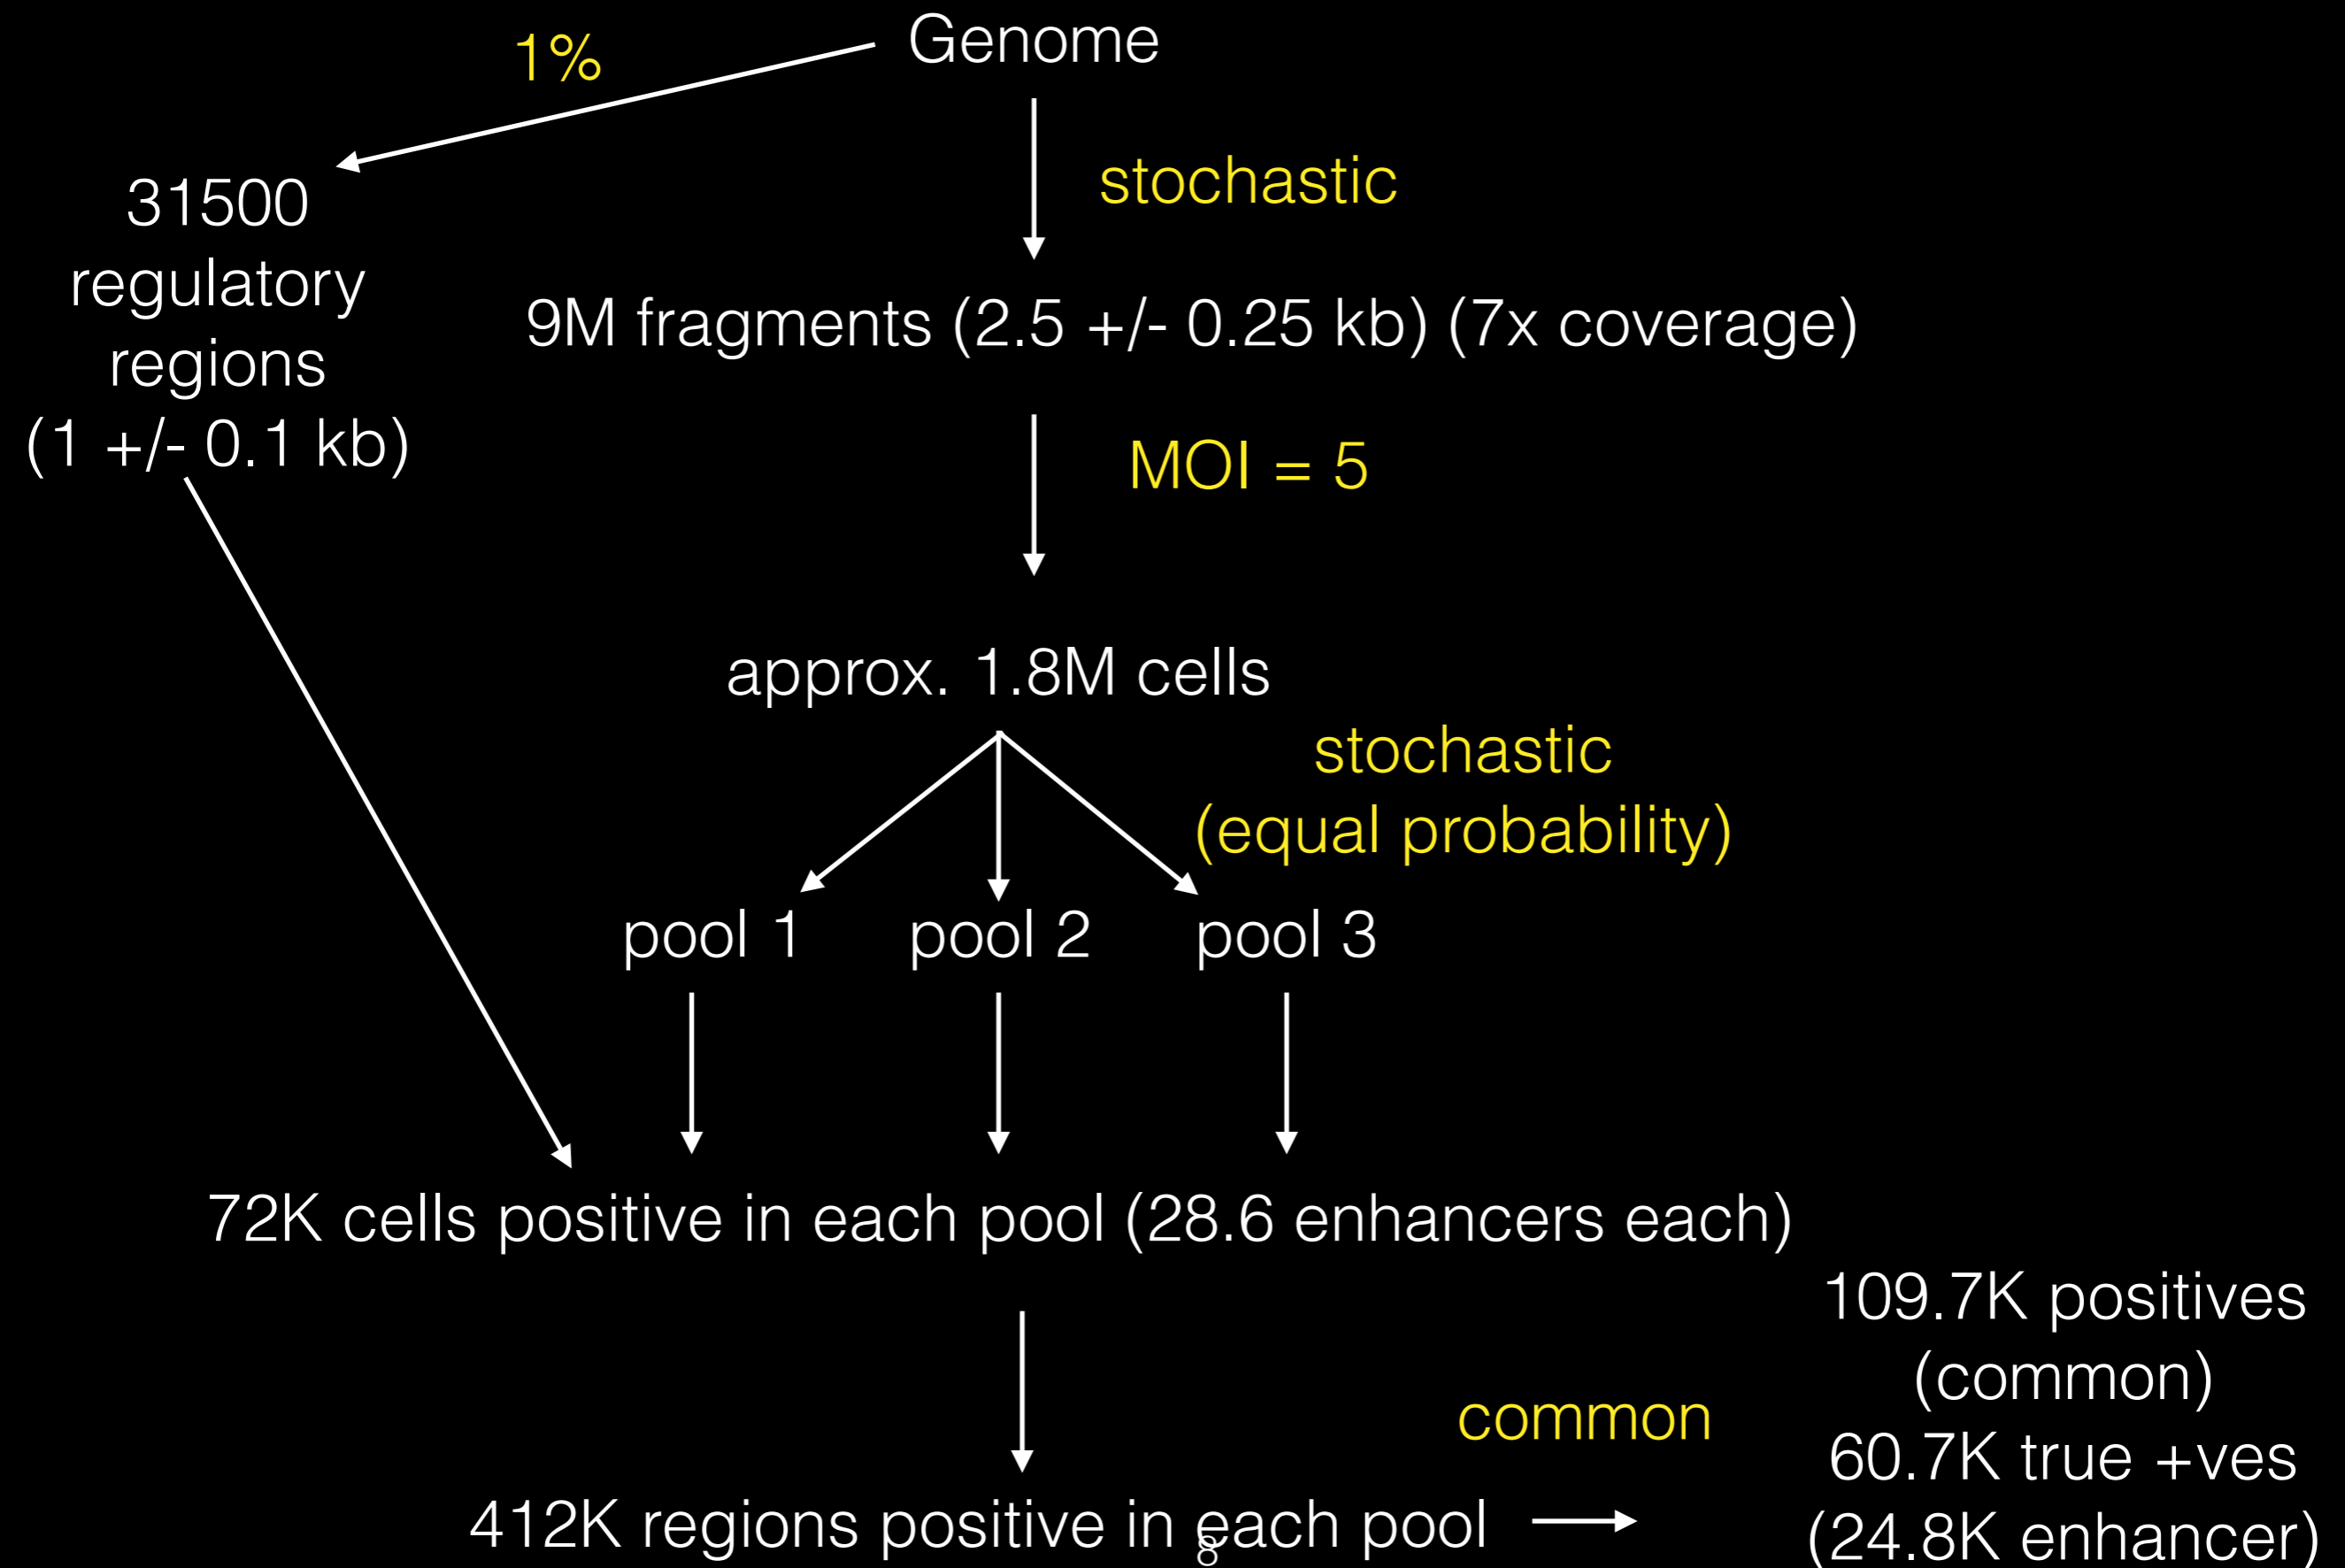 Genome
1%
stochastic
31500
regulatory
regions
(1 +/- 0.1 kb)
9M fragments (2.5 +/- 0.25 kb) (7x coverage)
MOI = 5
approx. 1.8M cells
stochastic
(equal probability)
pool 1
pool 2
pool 3
72K cells positive in each pool (28.6 enhancers each)
412K regions positive in each pool
common
109.7K positives
(common)
60.7K true +ves
(24.8K enhancer)
8